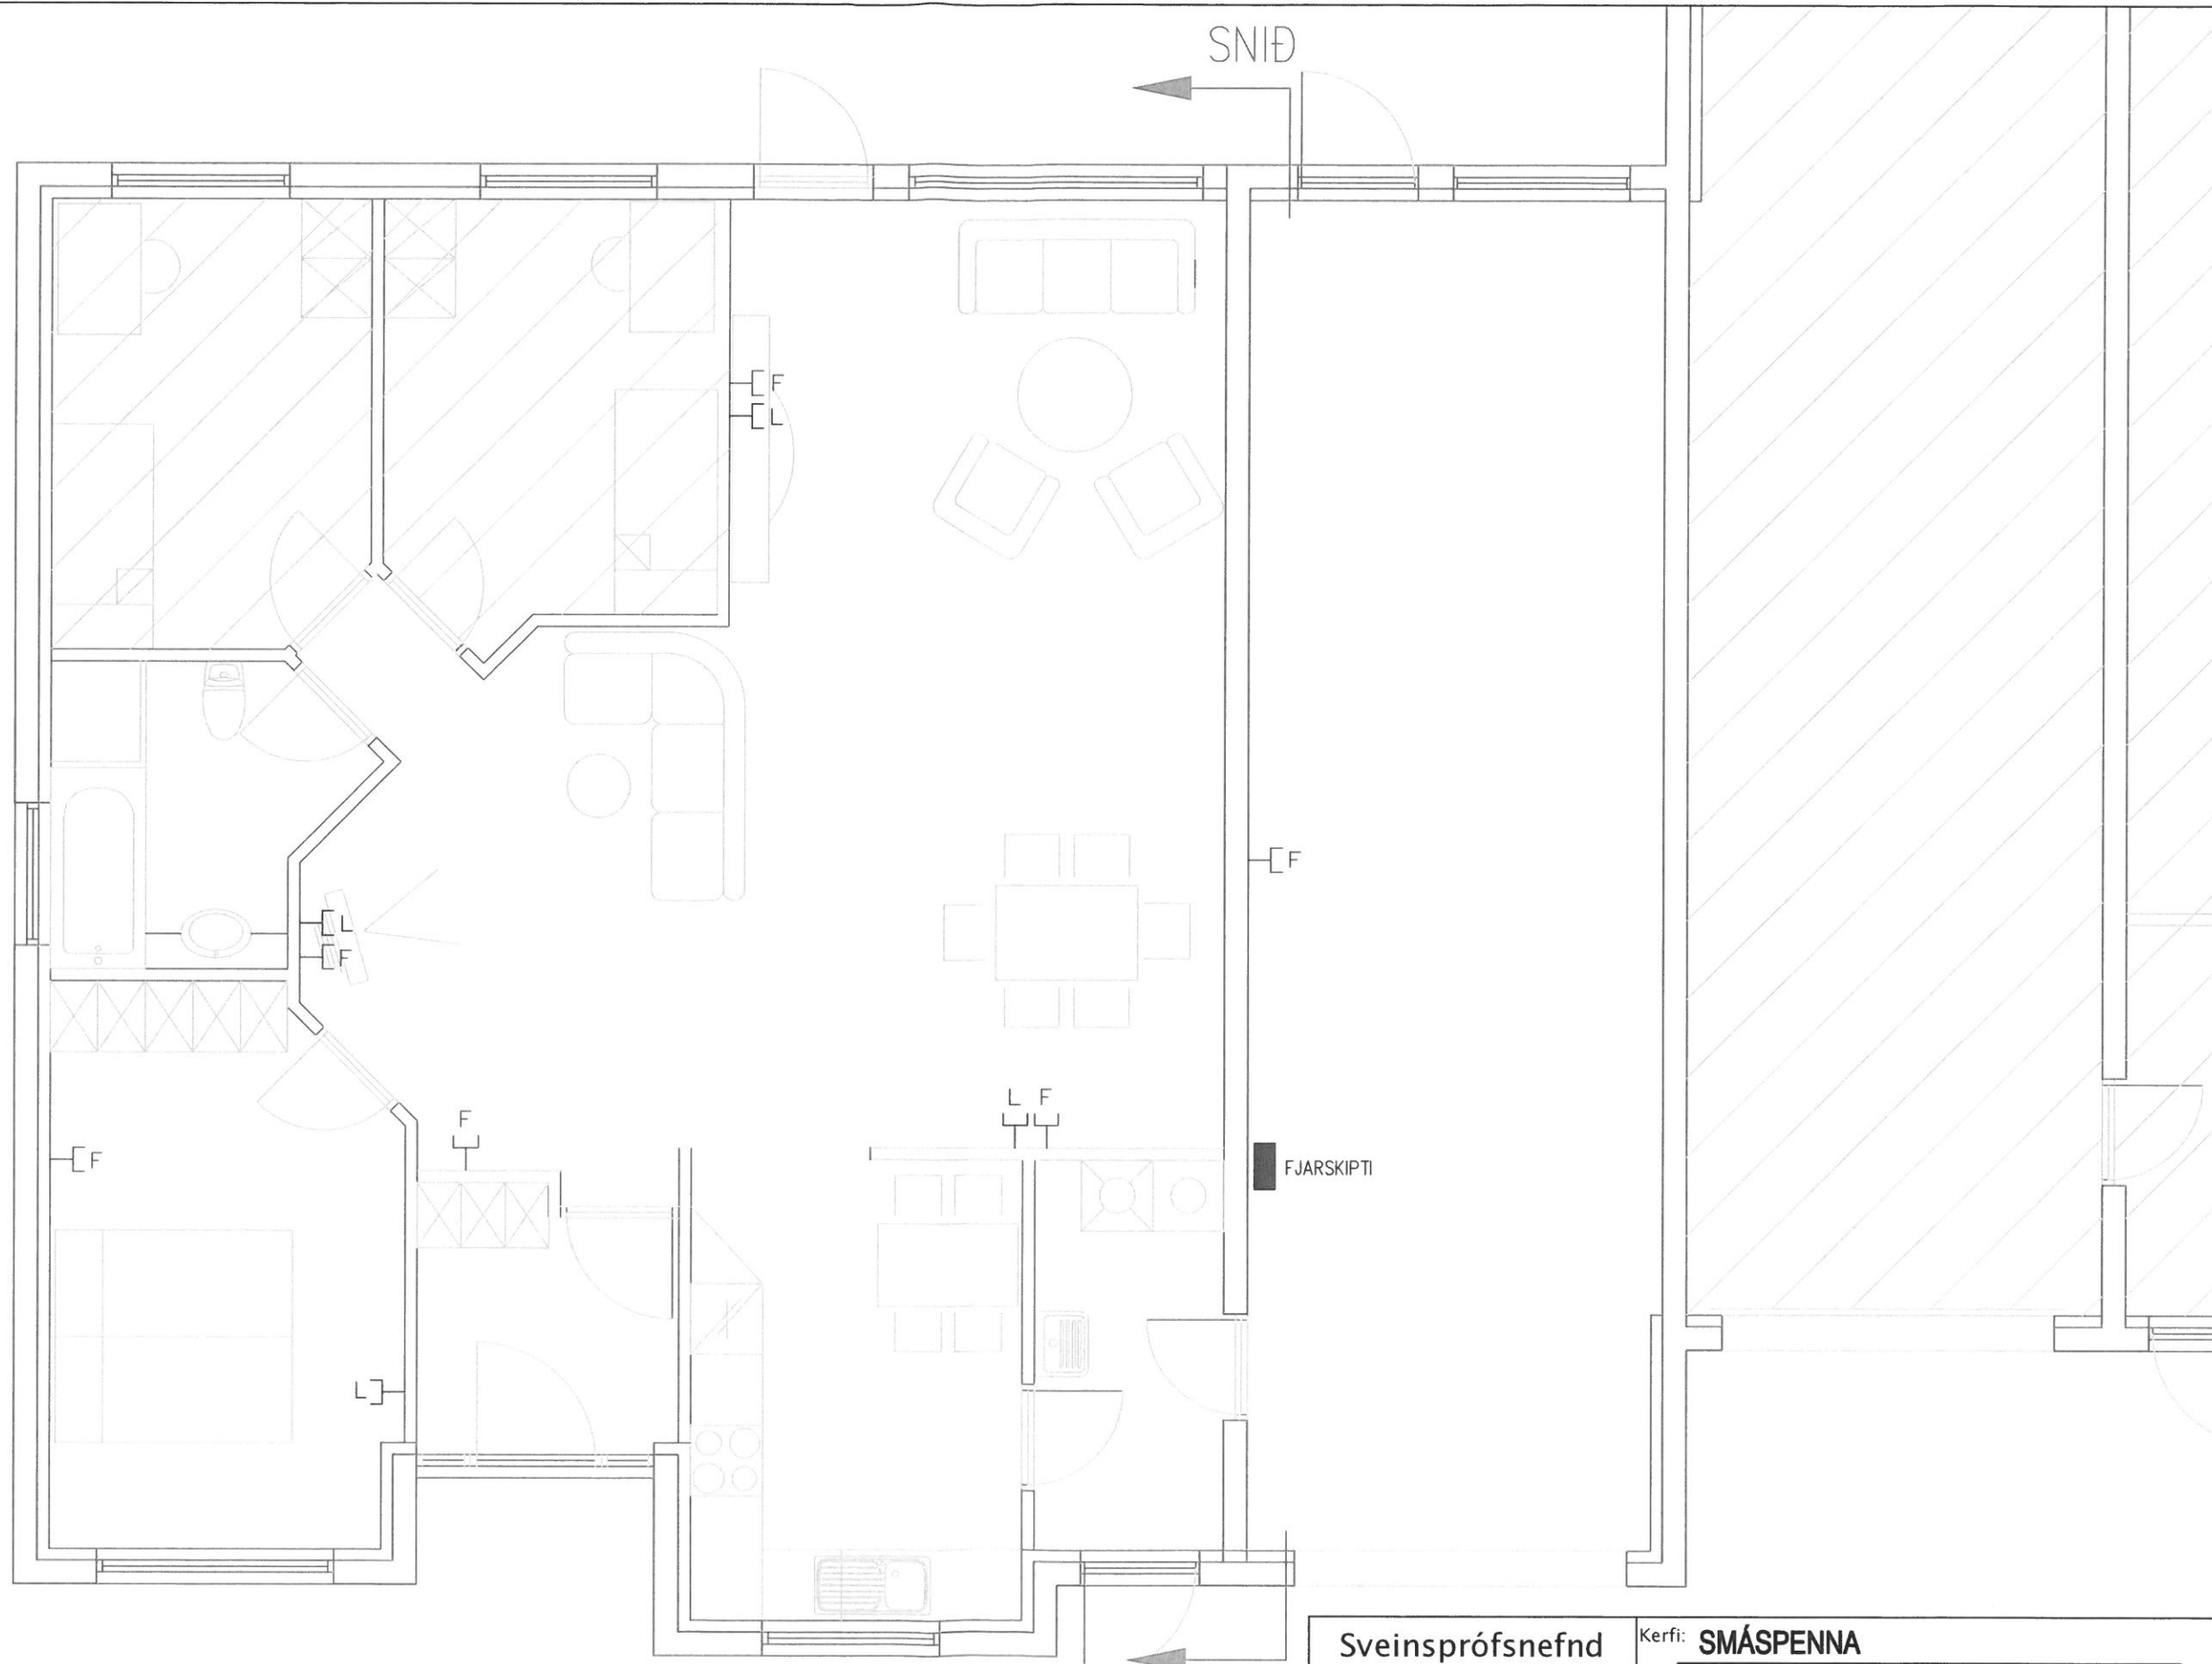 SNIÐ
F
L
F
L
F
F
L F
F
FJARSKIPTI
L
Sveinsprófsnefnd
Kerfi: SMÁSPENNA